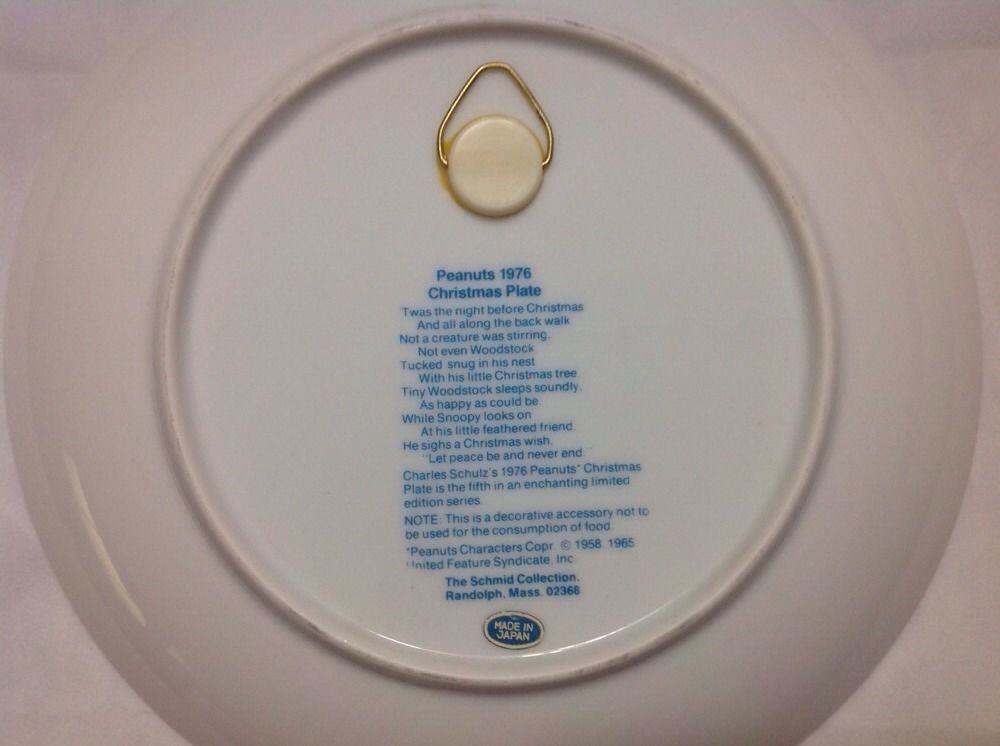 Peanuts 1976
Christmas Plate
'Twas the night before Christmas
And all along the back walk
Not a creature was stirring,
Not even Woodstock
Tucked snug in his nest
With his little Christmas tree
Tiny Woodstock sleeps soundly.
As happy as could be.
While Snoopy looks on
At his little feathered friend.
He sighs a Christmas wish.
"Let peace be and never end."
Charles Schulz's 1976 Peanuts* Christmas
Plate is the fifth in an enchanting limited
edition series.
NOTE: This is a decorative accessory not to
be used for the consumption of food.
*Peanuts Characters Copr. © 1958, 1965
United Feature Syndicate, Inc.
The Schmid Collection.
Randolph, Mass. 02368
MADE IN
JAPAN